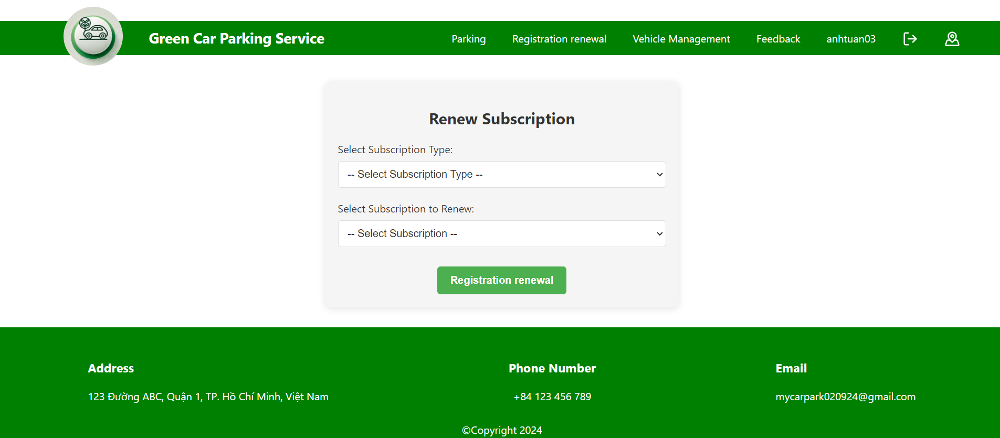 Green Car Parking Service
Parking
Registration renewal
Vehicle Management
Feedback
anhtuan03
Renew Subscription
Select Subscription Type:
-- Select Subscription Type --
Select Subscription to Renew:
-- Select Subscription --
Registration renewal
Address
123 Đường ABC, Quận 1, TP. Hồ Chí Minh, Việt Nam
Phone Number
+84 123 456 789
Email
mycarpark020924@gmail.com
©Copyright 2024